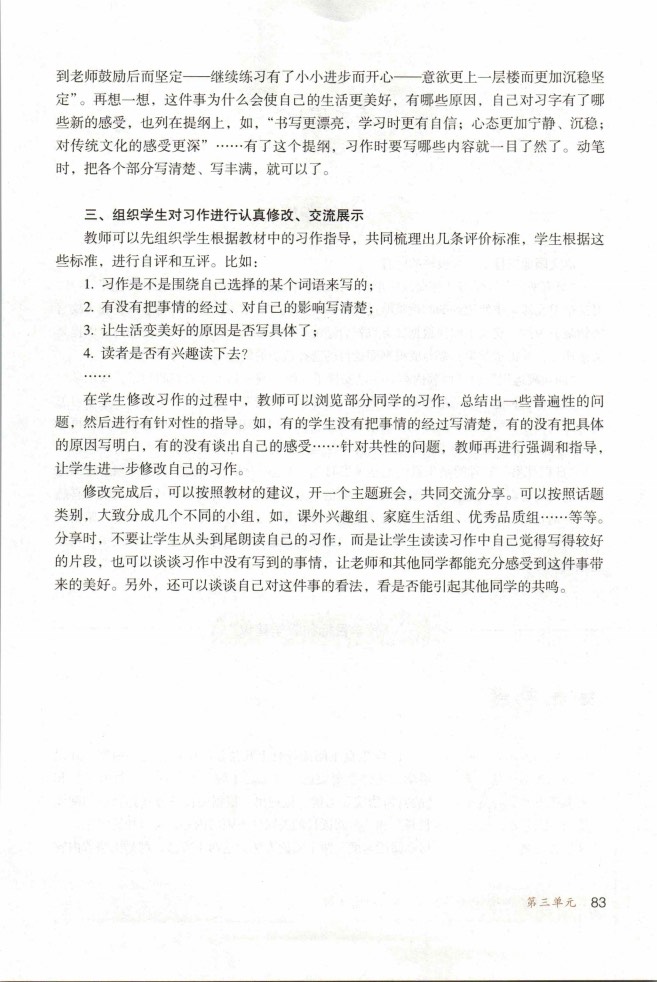 到老师鼓励后而坚定——继续练习有了小小进步而开心——意欲更上一层楼而更加沉稳坚
定”。再想一想，这件事为什么会使自己的生活更美好，有哪些原因，自己对习字有了哪
些新的感受，也列在提纲上，如，“书写更漂亮，学习时更有自信；心态更加宁静、沉稳；
对传统文化的感受更深”……有了这个提纲，习作时要写哪些内容就一目了然了。动笔
时，把各个部分写清楚、写丰满，就可以了。
三、组织学生对习作进行认真修改、交流展示
教师可以先组织学生根据教材中的习作指导，共同梳理出几条评价标准，学生根据这
些标准，进行自评和互评。比如：
1. 习作是不是围绕自己选择的某个词语来写的；
2. 有没有把事情的经过、对自己的影响写清楚；
3. 让生活变美好的原因是否写具体了；
4. 读者是否有兴趣读下去？
……
在学生修改习作的过程中，教师可以浏览部分同学的习作，总结出一些普遍性的问
题，然后进行有针对性的指导。如，有的学生没有把事情的经过写清楚，有的没有把具体
的原因写明白，有的没有谈出自己的感受……针对共性的问题，教师再进行强调和指导，
让学生进一步修改自己的习作。
修改完成后，可以按照教材的建议，开一个主题班会，共同交流分享。可以按照话题
类别，大致分成几个不同的小组，如，课外兴趣组、家庭生活组、优秀品质组……等等。
分享时，不要让学生从头到尾朗读自己的习作，而是让学生读读习作中自己觉得写得较好
的片段，也可以谈谈习作中没有写到的事情，让老师和其他同学都能充分感受到这件事带
来的美好。另外，还可以谈谈自己对这件事的看法，看是否能引起其他同学的共鸣。
第三单元 83